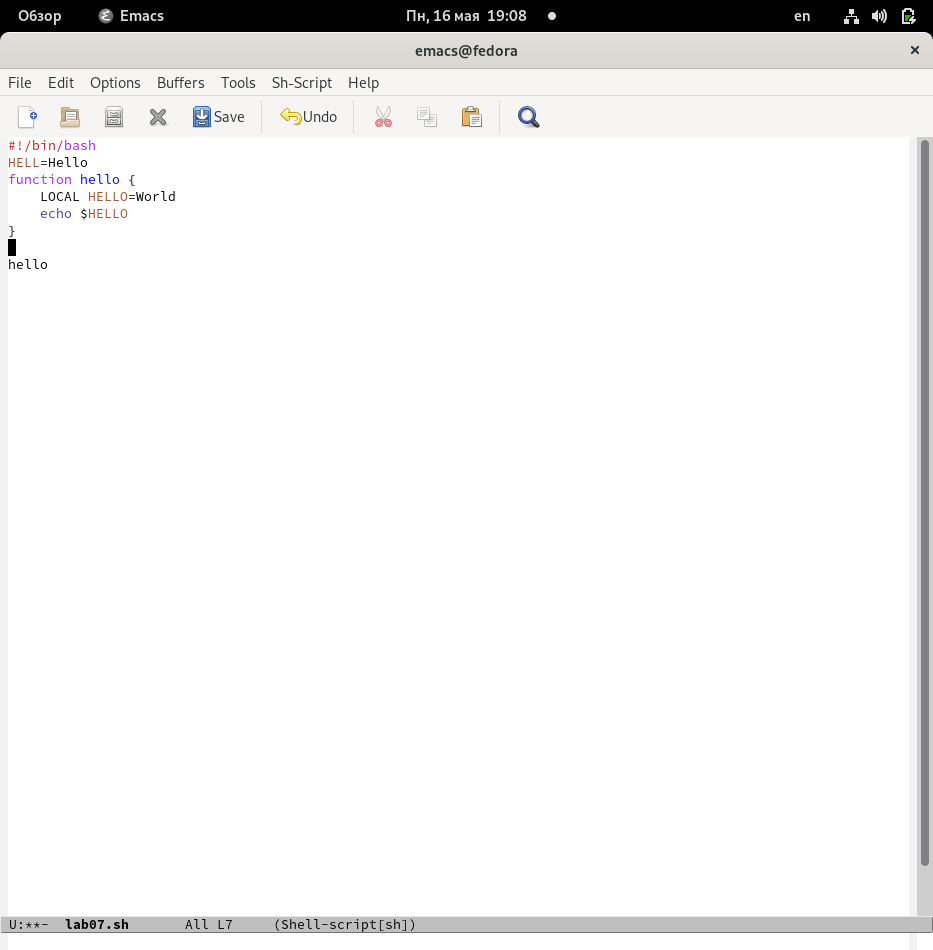 Обзор Emacs Пн, 16 мая 19:08 en
emacs@fedora
File Edit Options Buffers Tools Sh-Script Help
Save Undo
#!/bin/bash
HELL=Hello
function hello {
    LOCAL HELLO=World
    echo $HELLO
}
hello
U:**- lab07.sh All L7 (Shell-script[sh])